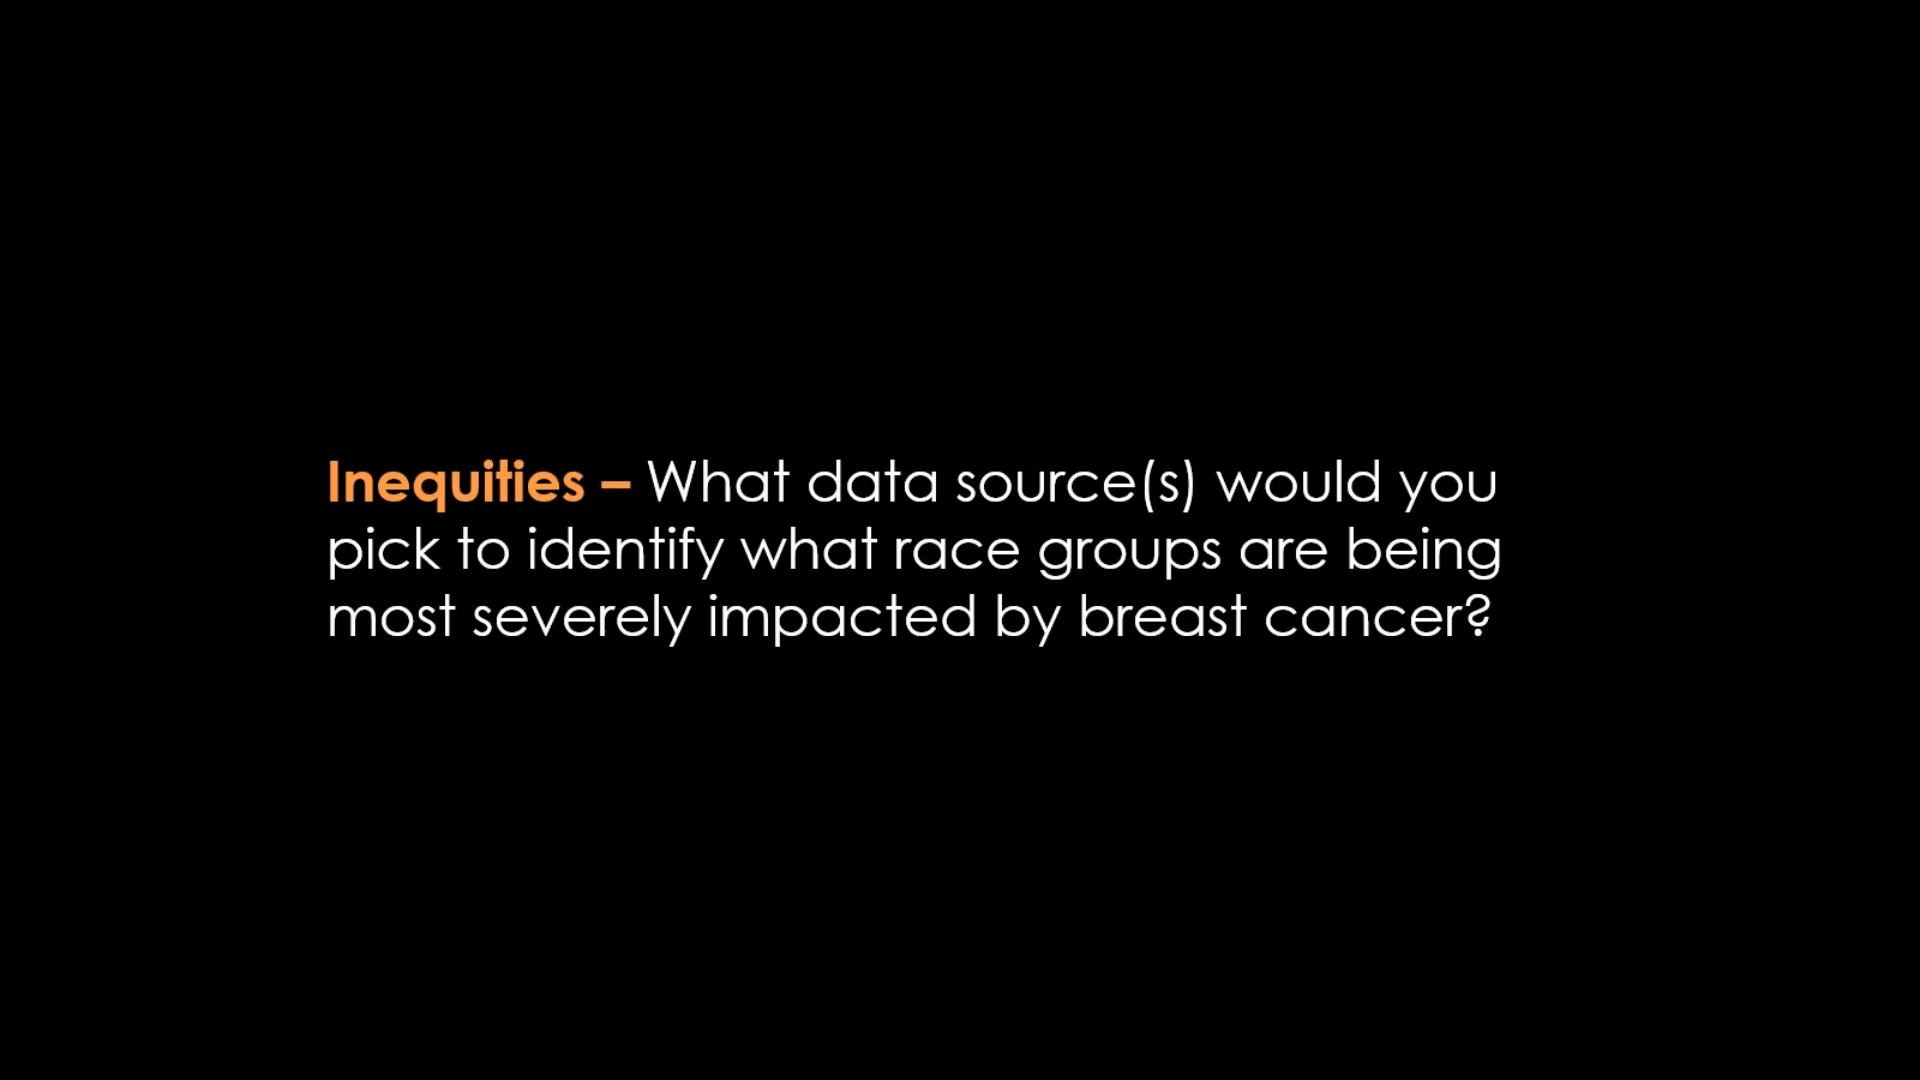 Inequities – What data source(s) would you
pick to identify what race groups are being
most severely impacted by breast cancer?